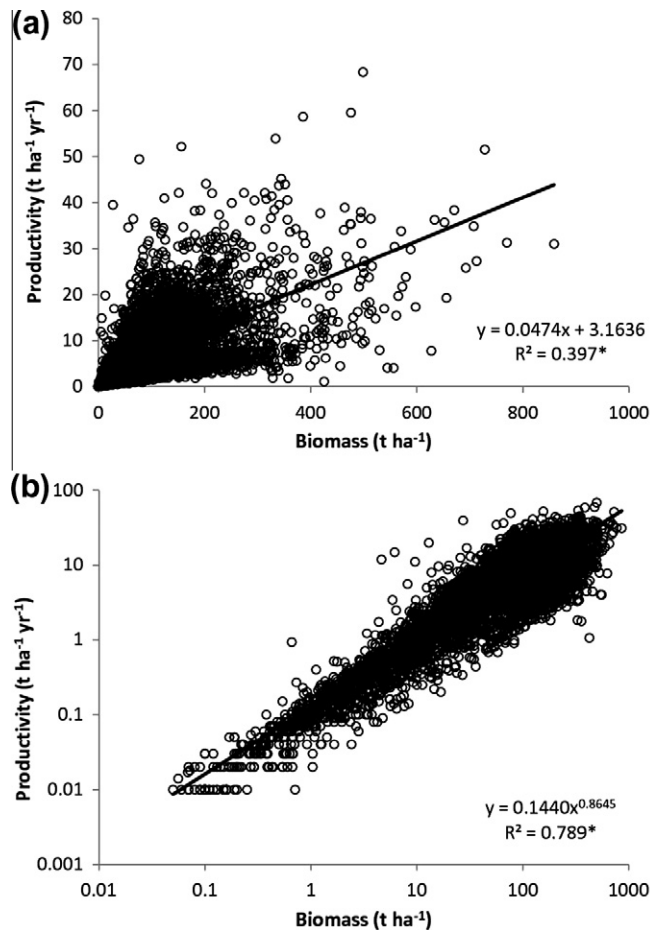 (a)
80
70
60
50
40
30
20
10
0
Productivity (t ha⁻¹ yr⁻¹)
y = 0.0474x + 3.1636
R² = 0.397*
0 200 400 600 800 1000
Biomass (t ha⁻¹)
(b)
100
10
1
0.1
0.01
0.001
Productivity (t ha⁻¹ yr⁻¹)
y = 0.1440x⁰·⁸⁶⁴⁵
R² = 0.789*
0.01 0.1 1 10 100 1000
Biomass (t ha⁻¹)